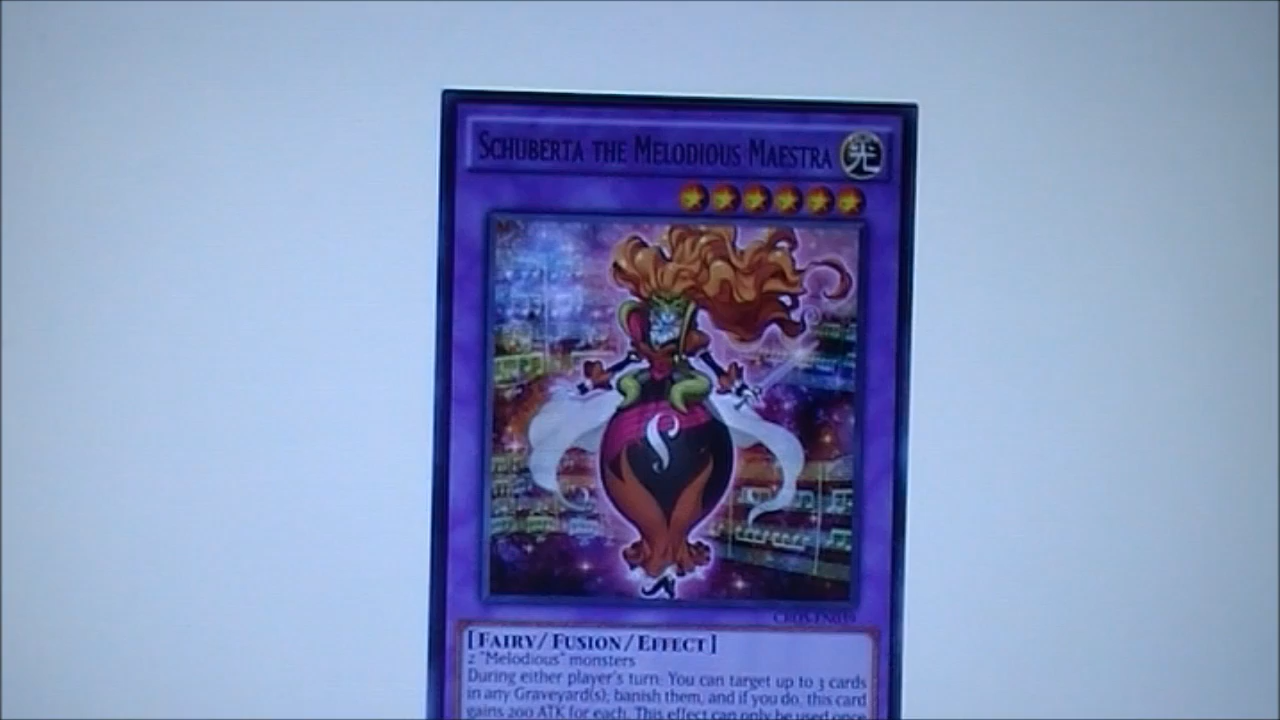 SCHUBERTA THE MELODIOUS MAESTRA 光
CROS-EN039
[FAIRY/FUSION/EFFECT]
2 "Melodious" monsters
During either player's turn: You can target up to 3 cards
in any Graveyard(s); banish them, and if you do, this card
gains 200 ATK for each. This effect can only be used once